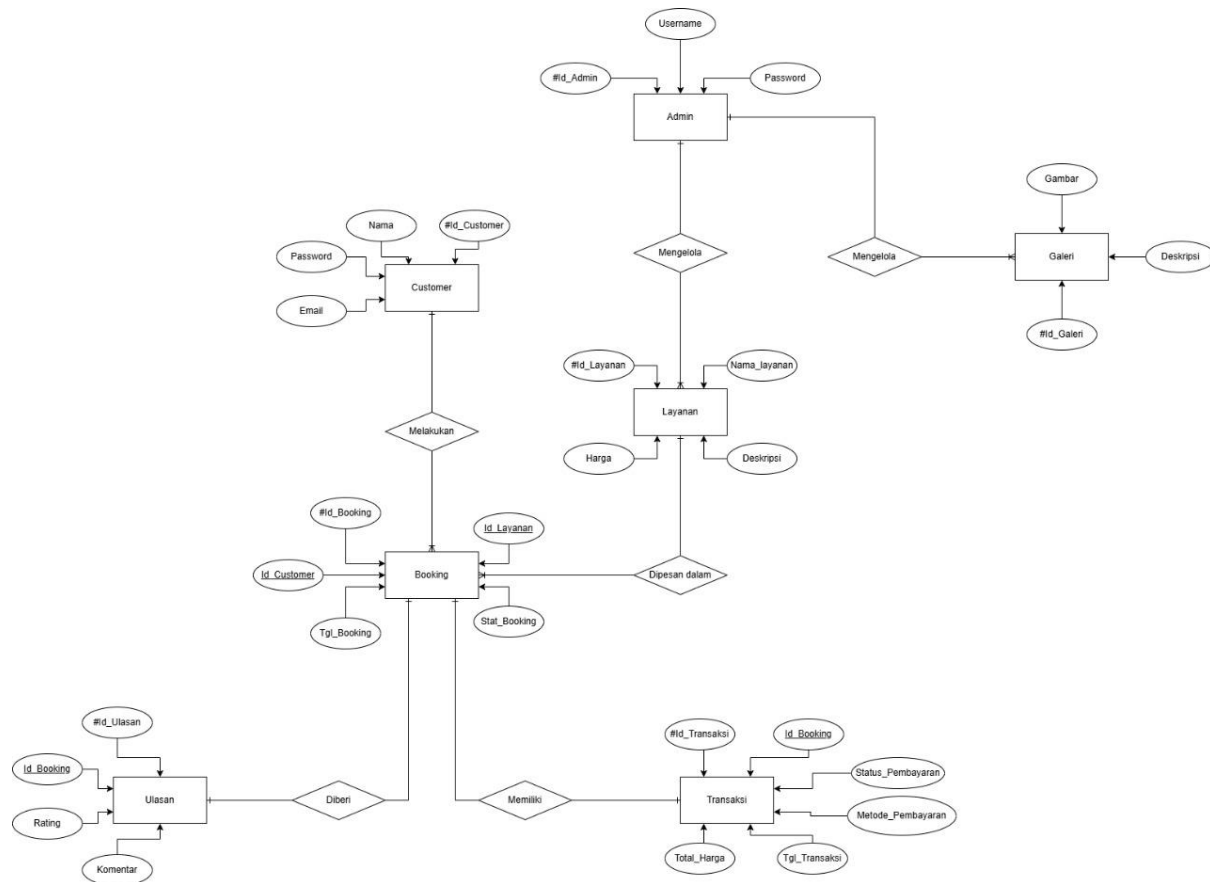 Username
#Id_Admin
Password
Admin
Gambar
Nama
#Id_Customer
Mengelola
Mengelola
Galeri
Deskripsi
Password
Customer
Email
#Id_Galeri
#Id_Layanan
Nama_layanan
Layanan
Melakukan
Harga
Deskripsi
#Id_Booking
Id_Layanan
Id_Customer
Booking
Dipesan dalam
Tgl_Booking
Stat_Booking
#Id_Ulasan
#Id_Transaksi
Id_Booking
Id_Booking
Status_Pembayaran
Ulasan
Diberi
Memiliki
Transaksi
Metode_Pembayaran
Rating
Komentar
Total_Harga
Tgl_Transaksi